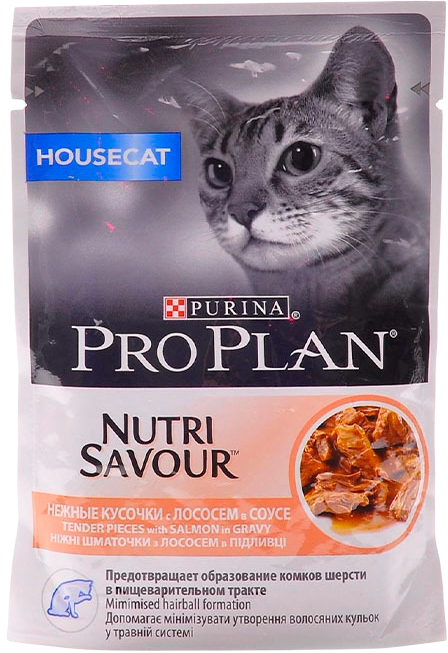 HOUSECAT
PURINA®
PRO PLAN®
NUTRI
SAVOUR™
НЕЖНЫЕ КУСОЧКИ с ЛОСОСЕМ в СОУСЕ
TENDER PIECES with SALMON in GRAVY
НІЖНІ ШМАТОЧКИ з ЛОСОСЕМ в ПІДЛИВЦІ
Предотвращает образование комков шерсти
в пищеварительном тракте
Mimimised hairball formation
Допомагає мінімізувати утворення волосяних кульок
у травній системі